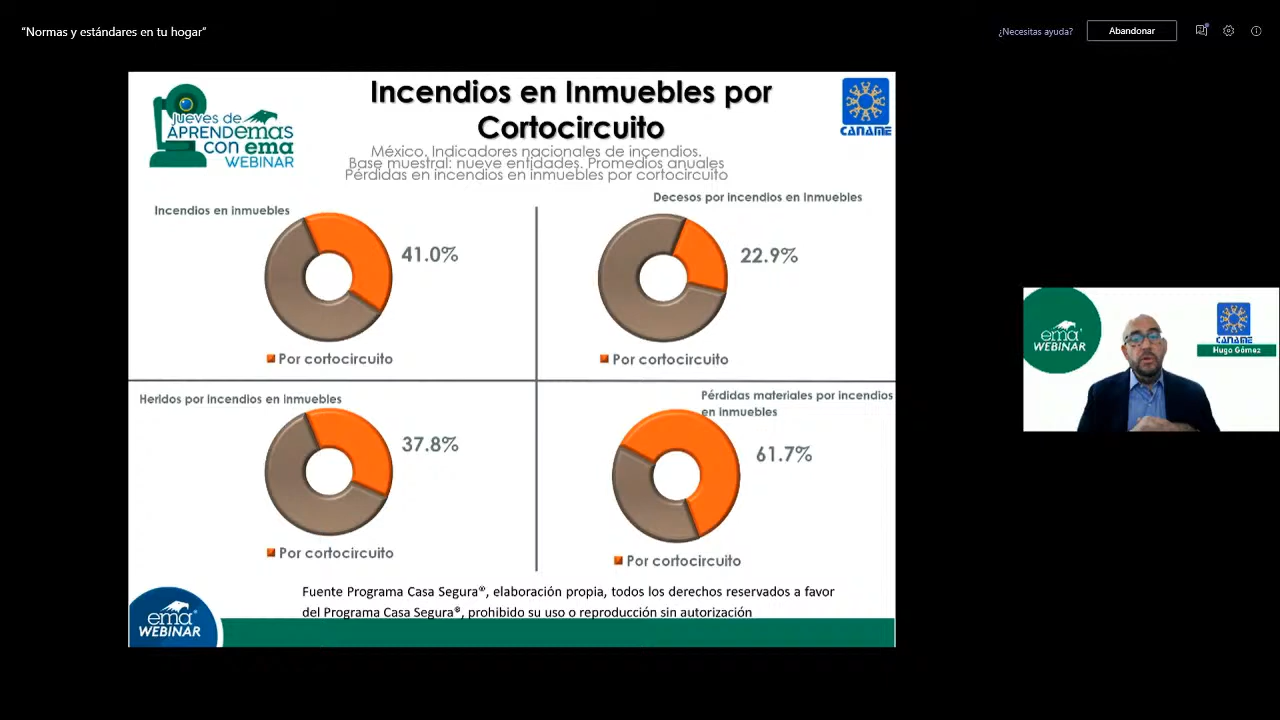 "Normas y estándares en tu hogar"
¿Necesitas ayuda?
Abandonar
jueves de
APRENDEMAS
CON ema
WEBINAR
Incendios en Inmuebles por
Cortocircuito
CANAME
México. Indicadores nacionales de incendios.
Base muestral: nueve entidades. Promedios anuales
Pérdidas en incendios en inmuebles por cortocircuito
Incendios en inmuebles
41.0%
Por cortocircuito
Decesos por incendios en Inmuebles
22.9%
Por cortocircuito
Heridos por incendios en inmuebles
37.8%
Por cortocircuito
Pérdidas materiales por incendios
en inmuebles
61.7%
Por cortocircuito
Fuente Programa Casa Segura®, elaboración propia, todos los derechos reservados a favor
del Programa Casa Segura®, prohibido su uso o reproducción sin autorización
ema®
WEBINAR
ema
WEBINAR
CANAME
Hugo Gómez